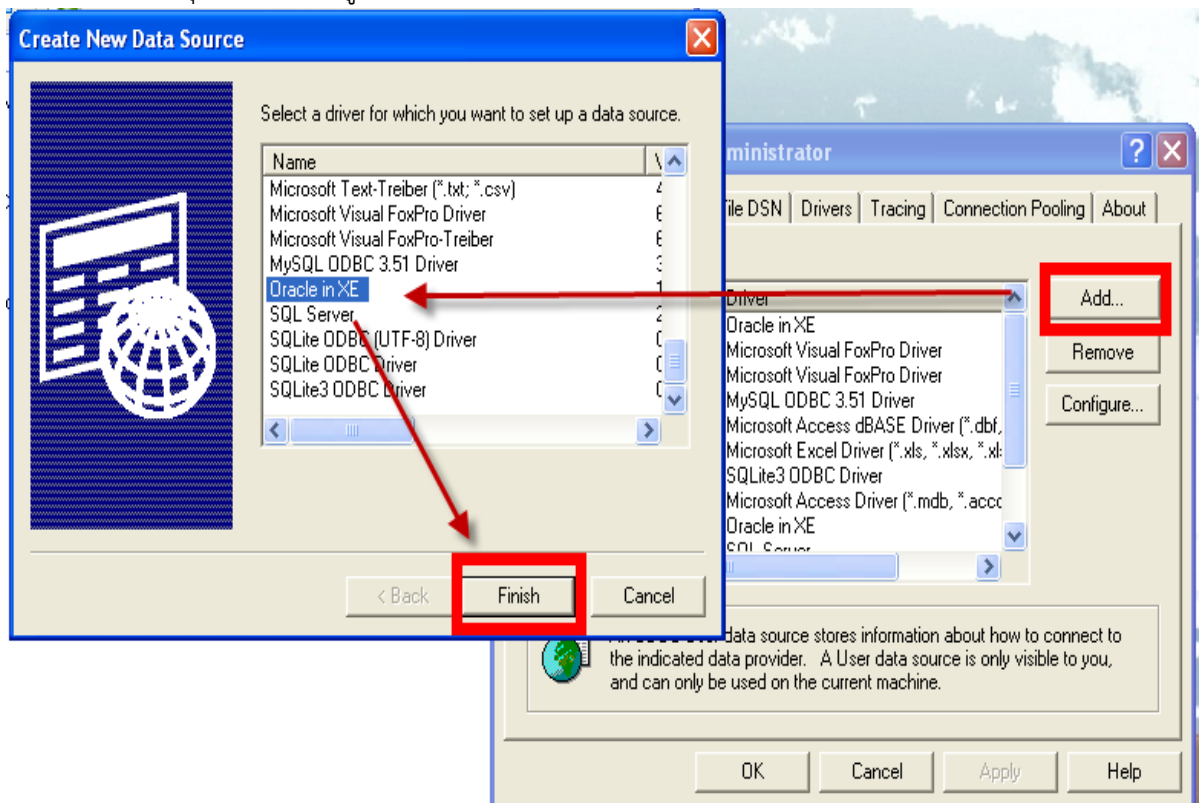 Create New Data Source
Select a driver for which you want to set up a data source.
Name
Microsoft Text-Treiber (*.txt; *.csv)
Microsoft Visual FoxPro Driver
Microsoft Visual FoxPro-Treiber
MySQL ODBC 3.51 Driver
Oracle in XE
SQL Server
SQLite ODBC (UTF-8) Driver
SQLite ODBC Driver
SQLite3 ODBC Driver
< Back
Finish
Cancel
ministrator
File DSN
Drivers
Tracing
Connection Pooling
About
Driver
Oracle in XE
Microsoft Visual FoxPro Driver
Microsoft Visual FoxPro Driver
MySQL ODBC 3.51 Driver
Microsoft Access dBASE Driver (*.dbf,
Microsoft Excel Driver (*.xls, *.xlsx, *.xl
SQLite3 ODBC Driver
Microsoft Access Driver (*.mdb, *.accc
Oracle in XE
SQL Server
Add...
Remove
Configure...
An ODBC User data source stores information about how to connect to
the indicated data provider. A User data source is only visible to you,
and can only be used on the current machine.
OK
Cancel
Apply
Help